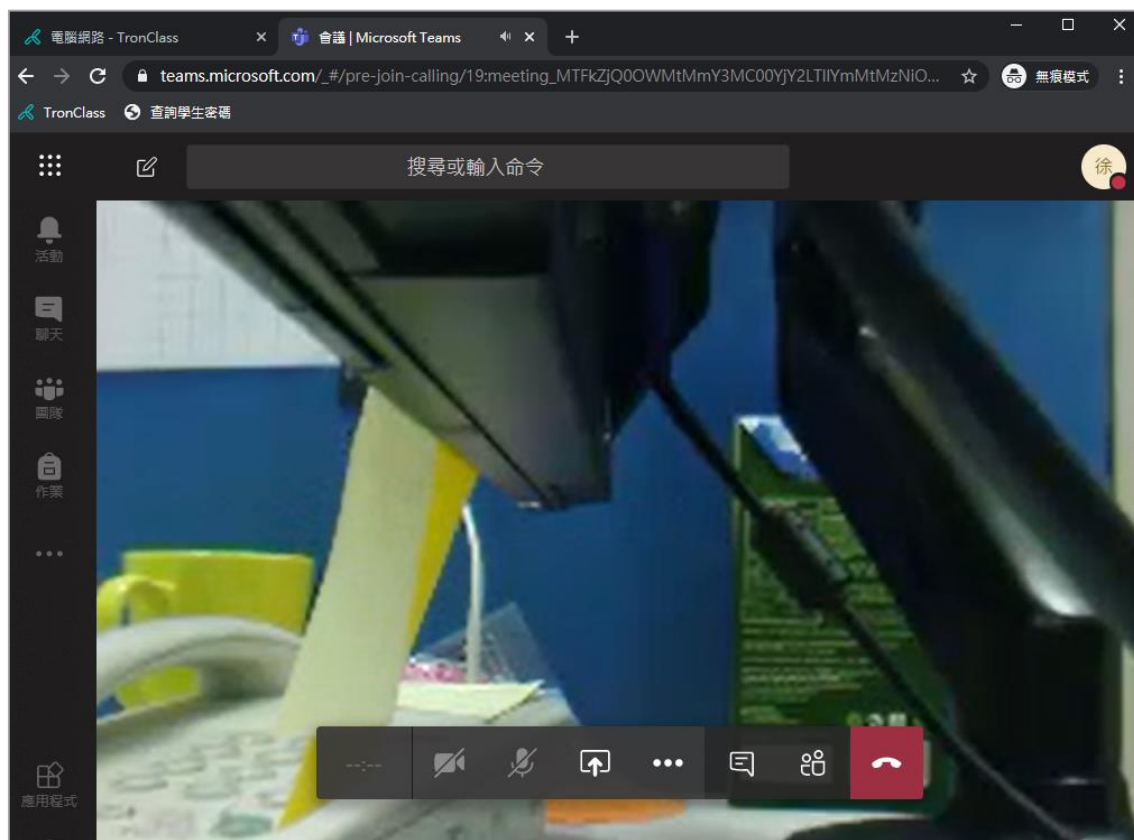 電腦網路 - TronClass
會議 | Microsoft Teams
teams.microsoft.com/_#/pre-join-calling/19:meeting_MTFkZjQ0OWMtMmY3MC00YjY2LTllYmMtMzNiO...
無痕模式
TronClass
查詢學生密碼
搜尋或輸入命令
徐
活動
聊天
團隊
作業
應用程式
--:--